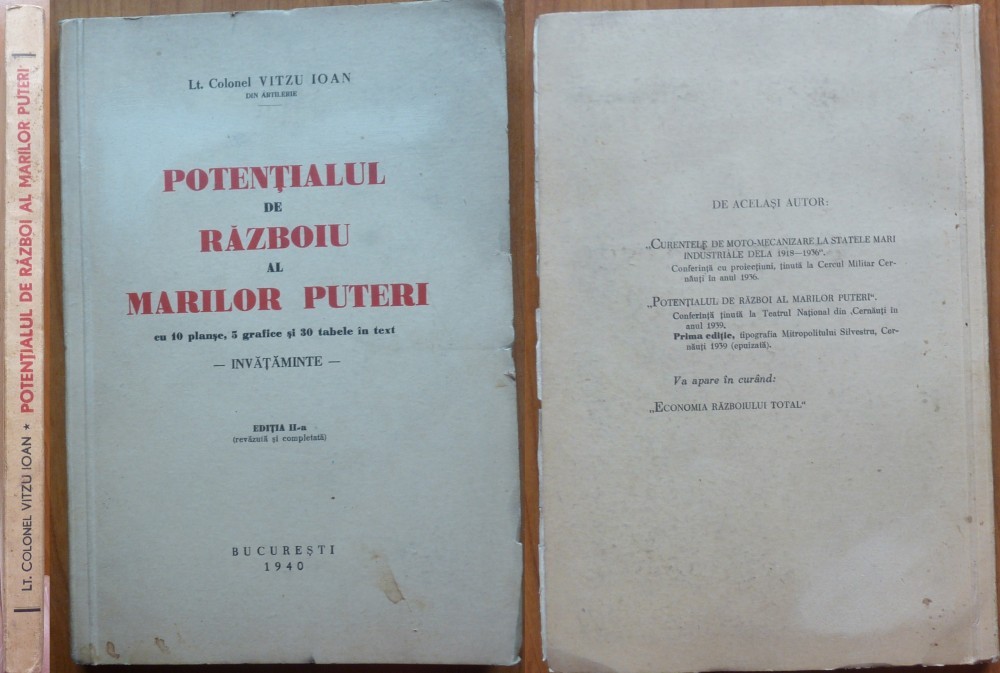 LT. COLONEL VITZU IOAN * POTENȚIALUL DE RĂZBOI AL MARILOR PUTERI
Lt. Colonel VITZU IOAN
DIN ARTILERIE
POTENȚIALUL
DE
RĂZBOIU
AL
MARILOR PUTERI
cu 10 planșe, 5 grafice și 30 tabele în text
— INVĂȚĂMINTE —
EDIȚIA II-a
(revăzută și completată)
BUCUREȘTI
1940
DE ACELAȘI AUTOR:
„CURENTELE DE MOTO-MECANIZARE LA STATELE MARI
INDUSTRIALE DELA 1918—1936".
Conferință cu proiecțiuni, ținută la Cercul Militar Cer-
năuți în anul 1936.
„POTENȚIALUL DE RĂZBOI AL MARILOR PUTERI".
Conferință ținută la Teatrul Național din Cernăuți în
anul 1939.
Prima ediție, tipografia Mitropolitului Silvestru, Cer-
năuți 1939 (epuizată).
Va apare în curând:
„ECONOMIA RĂZBOIULUI TOTAL"